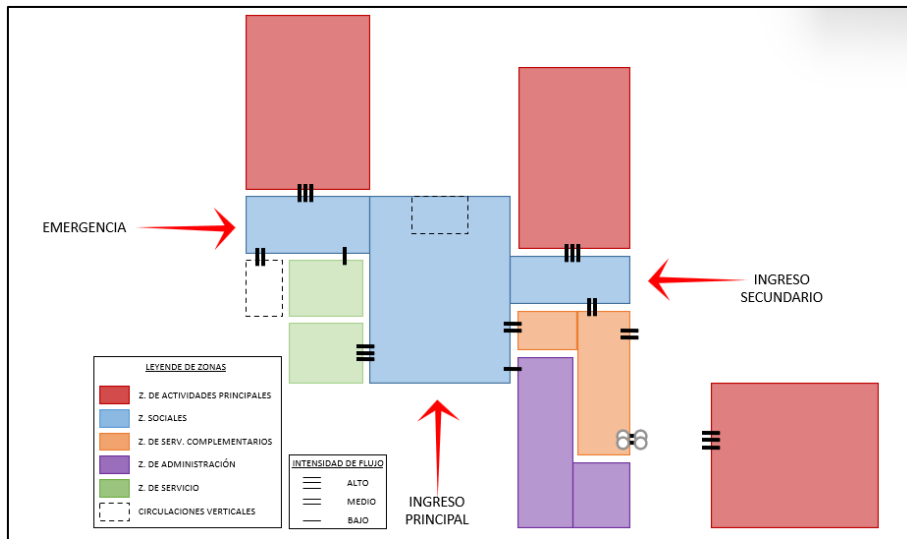 EMERGENCIA
INGRESO
SECUNDARIO
LEYENDE DE ZONAS
Z. DE ACTIVIDADES PRINCIPALES
Z. SOCIALES
Z. DE SERV. COMPLEMENTARIOS
Z. DE ADMINISTRACIÓN
Z. DE SERVICIO
CIRCULACIONES VERTICALES
INTENSIDAD DE FLUJO
ALTO
MEDIO
BAJO
INGRESO
PRINCIPAL